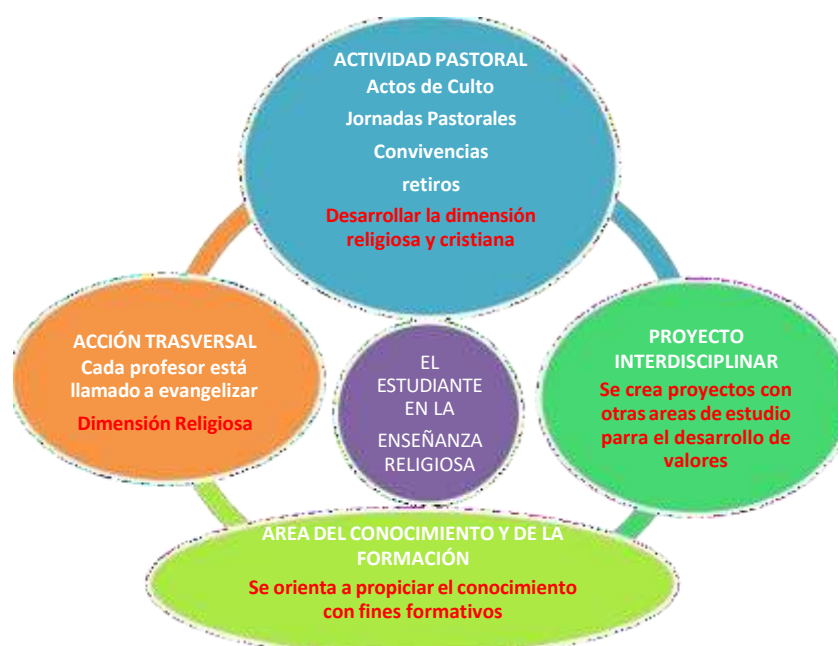 ACTIVIDAD PASTORAL
Actos de Culto
Jornadas Pastorales
Convivencias
retiros
Desarrollar la dimensión
religiosa y cristiana
ACCIÓN TRASVERSAL
Cada profesor está
llamado a evangelizar
Dimensión Religiosa
EL
ESTUDIANTE
EN LA
ENSEÑANZA
RELIGIOSA
PROYECTO
INTERDISCIPLINAR
Se crea proyectos con
otras areas de estudio
parra el desarrollo de
valores
AREA DEL CONOCIMIENTO Y DE LA
FORMACIÓN
Se orienta a propiciar el conocimiento
con fines formativos